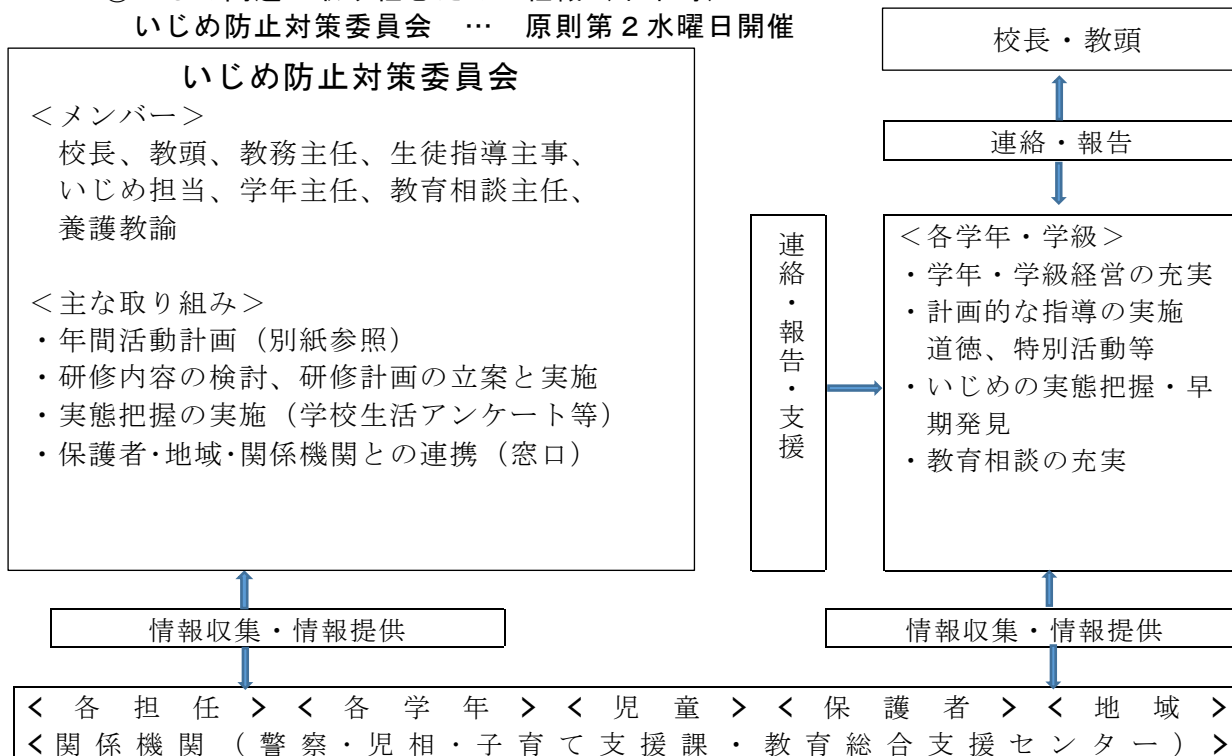 いじめ防止対策委員会　…　原則第２水曜日開催
いじめ防止対策委員会
＜メンバー＞
校長、教頭、教務主任、生徒指導主事、
いじめ担当、学年主任、教育相談主任、
養護教諭
＜主な取り組み＞
・年間活動計画（別紙参照）
・研修内容の検討、研修計画の立案と実施
・実態把握の実施（学校生活アンケート等）
・保護者･地域･関係機関との連携（窓口）
校長・教頭
連絡・報告
連絡・報告・支援
＜各学年・学級＞
・学年・学級経営の充実
・計画的な指導の実施
道徳、特別活動等
・いじめの実態把握・早
期発見
・教育相談の充実
情報収集・情報提供
情報収集・情報提供
＜各担任＞＜各学年＞＜児童＞＜保護者＞＜地域＞
＜関係機関（警察・児相・子育て支援課・教育総合支援センター）＞